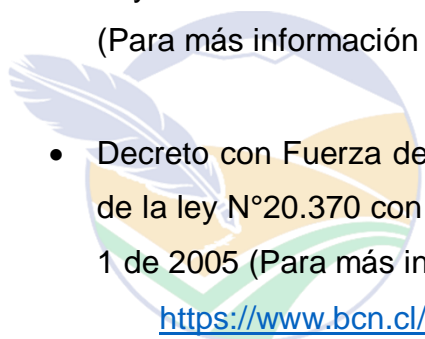 (Para más información
• Decreto con Fuerza de
de la ley N°20.370 con
1 de 2005 (Para más in
https://www.bcn.cl/